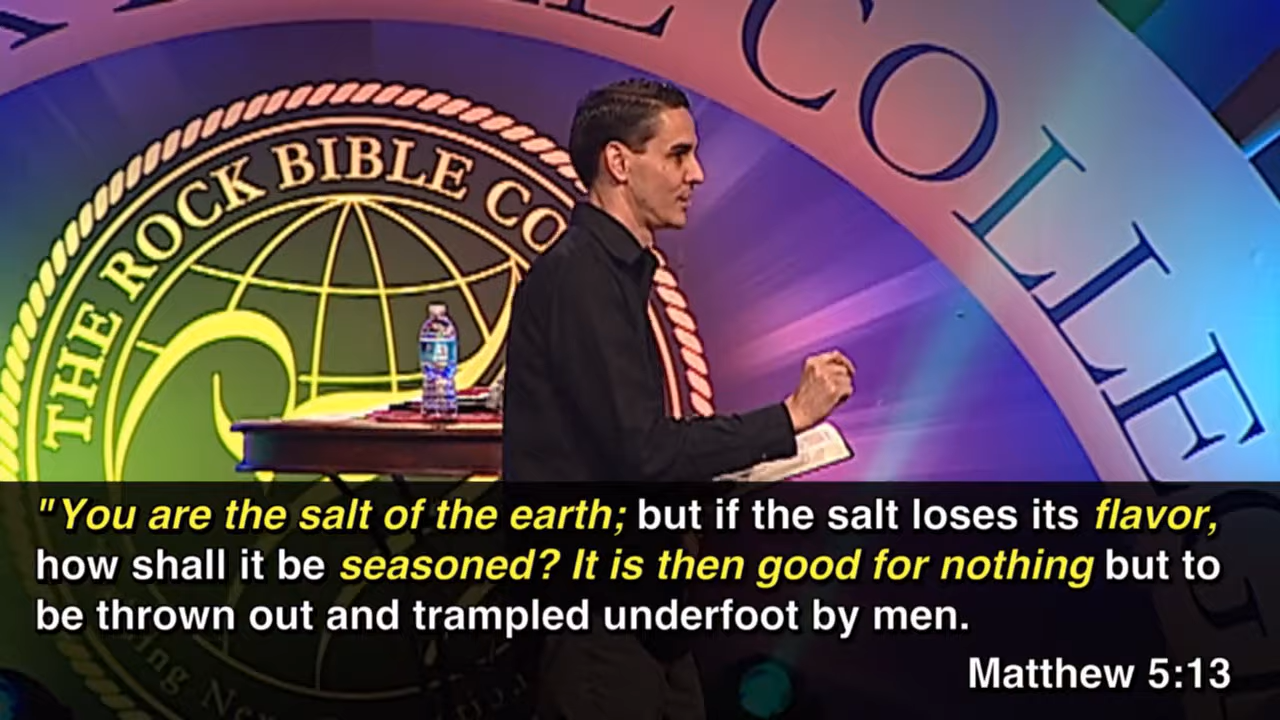 COLLEGE
THE ROCK BIBLE CO
"You are the salt of the earth; but if the salt loses its flavor,
how shall it be seasoned? It is then good for nothing but to
be thrown out and trampled underfoot by men.
Matthew 5:13